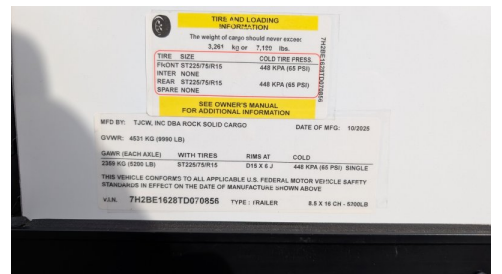 TIRE AND LOADING
INFORMATION
The weight of cargo should never exceed
3,261 kg or 7,190 lbs.
TIRE SIZE COLD TIRE PRESS.
FRONT ST225/75/R15 448 KPA (65 PSI)
INTER NONE
REAR ST225/75/R15 448 KPA (65 PSI)
SPARE NONE
7H2BE1628TD070856
SEE OWNER'S MANUAL
FOR ADDITIONAL INFORMATION
MFD BY: TJCW, INC DBA ROCK SOLID CARGO DATE OF MFG: 10/2025
GVWR: 4531 KG (9990 LB)
GAWR (EACH AXLE) WITH TIRES RIMS AT COLD
2359 KG (5200 LB) ST225/75/R15 D15 X 6 J 448 KPA (65 PSI) SINGLE
THIS VEHICLE CONFORMS TO ALL APPLICABLE U.S. FEDERAL MOTOR VEHICLE SAFETY
STANDARDS IN EFFECT ON THE DATE OF MANUFACTURE SHOWN ABOVE
V.I.N. 7H2BE1628TD070856 TYPE: TRAILER 8.5 X 16 CH - 5700LB